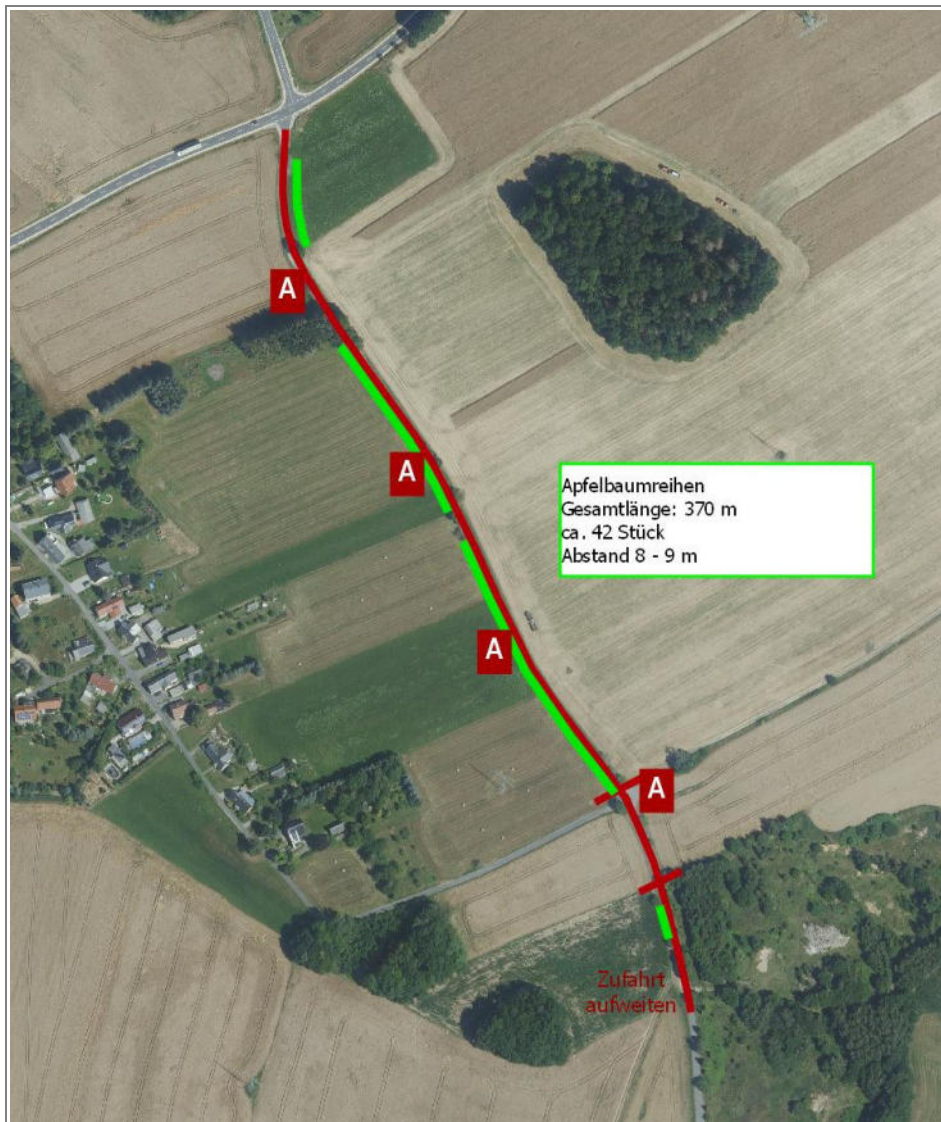 A
A
Apfelbaumreihen
Gesamtlänge: 370 m
ca. 42 Stück
Abstand 8 - 9 m
A
A
Zufahrt
aufweiten